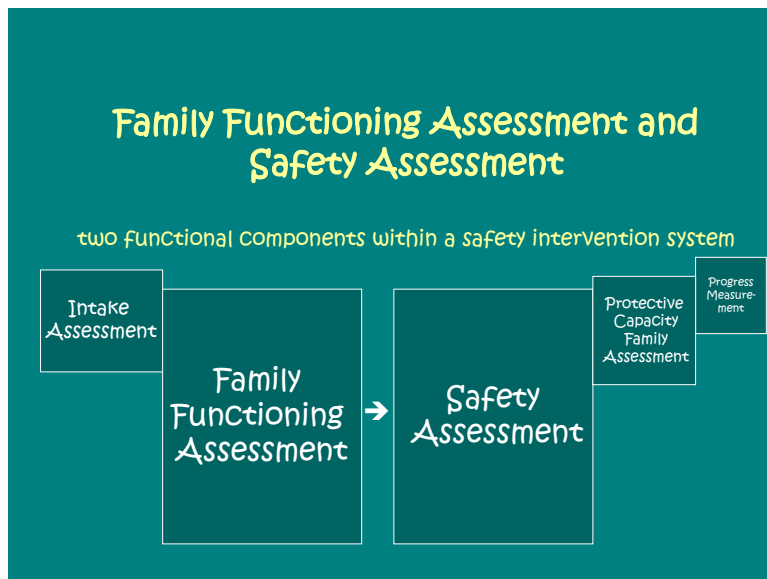 Family Functioning Assessment and
Safety Assessment
two functional components within a safety intervention system
Intake
Assessment
Family
Functioning
Assessment
➔
Safety
Assessment
Protective
Capacity
Family
Assessment
Progress
Measure-
ment